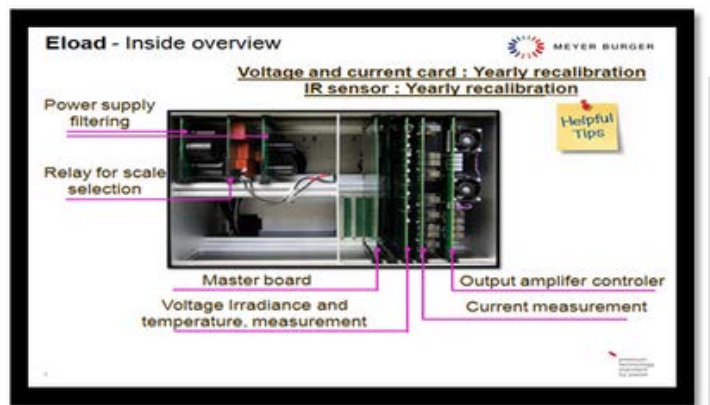 Eload - Inside overview
MEYER BURGER
Voltage and current card : Yearly recalibration
IR sensor : Yearly recalibration
Power supply
filtering
Helpful
Tips
Relay for scale
selection
Master board
Output amplifer controler
Voltage Irradiance and
temperature. measurement
Current measurement